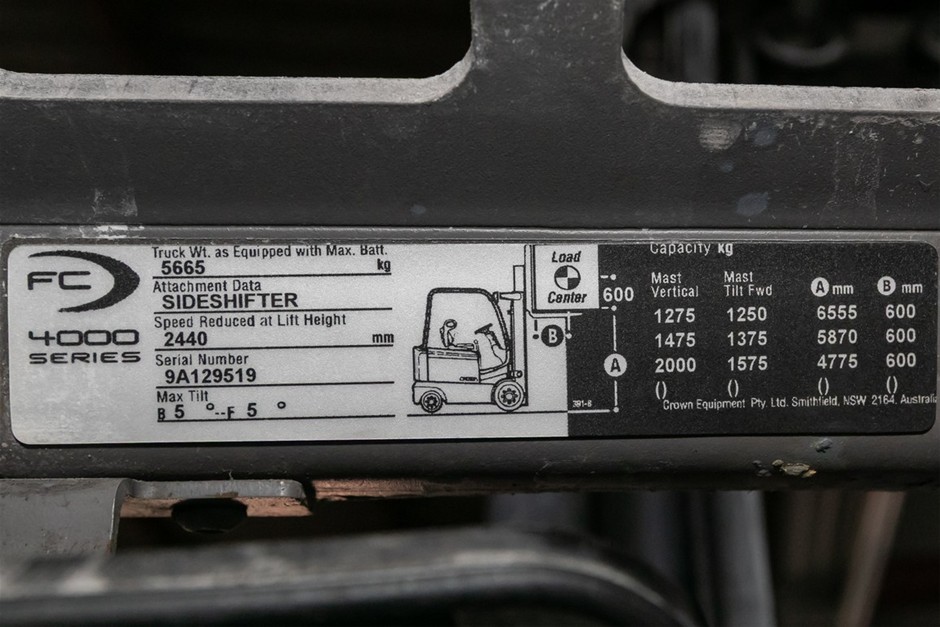 FC
4000
SERIES
Truck Wt. as Equipped with Max. Batt.
5665 kg
Attachment Data
SIDESHIFTER
Speed Reduced at Lift Height
2440 mm
Serial Number
9A129519
Max Tilt
B 5 °--F 5 °
CROWN
Load
Center
600
B
A
391-8
Capacity kg
Mast Vertical Mast Tilt Fwd A mm B mm
1275 1250 6555 600
1475 1375 5870 600
2000 1575 4775 600
() () () ()
Crown Equipment Pty. Ltd. Smithfield, NSW 2164, Australia